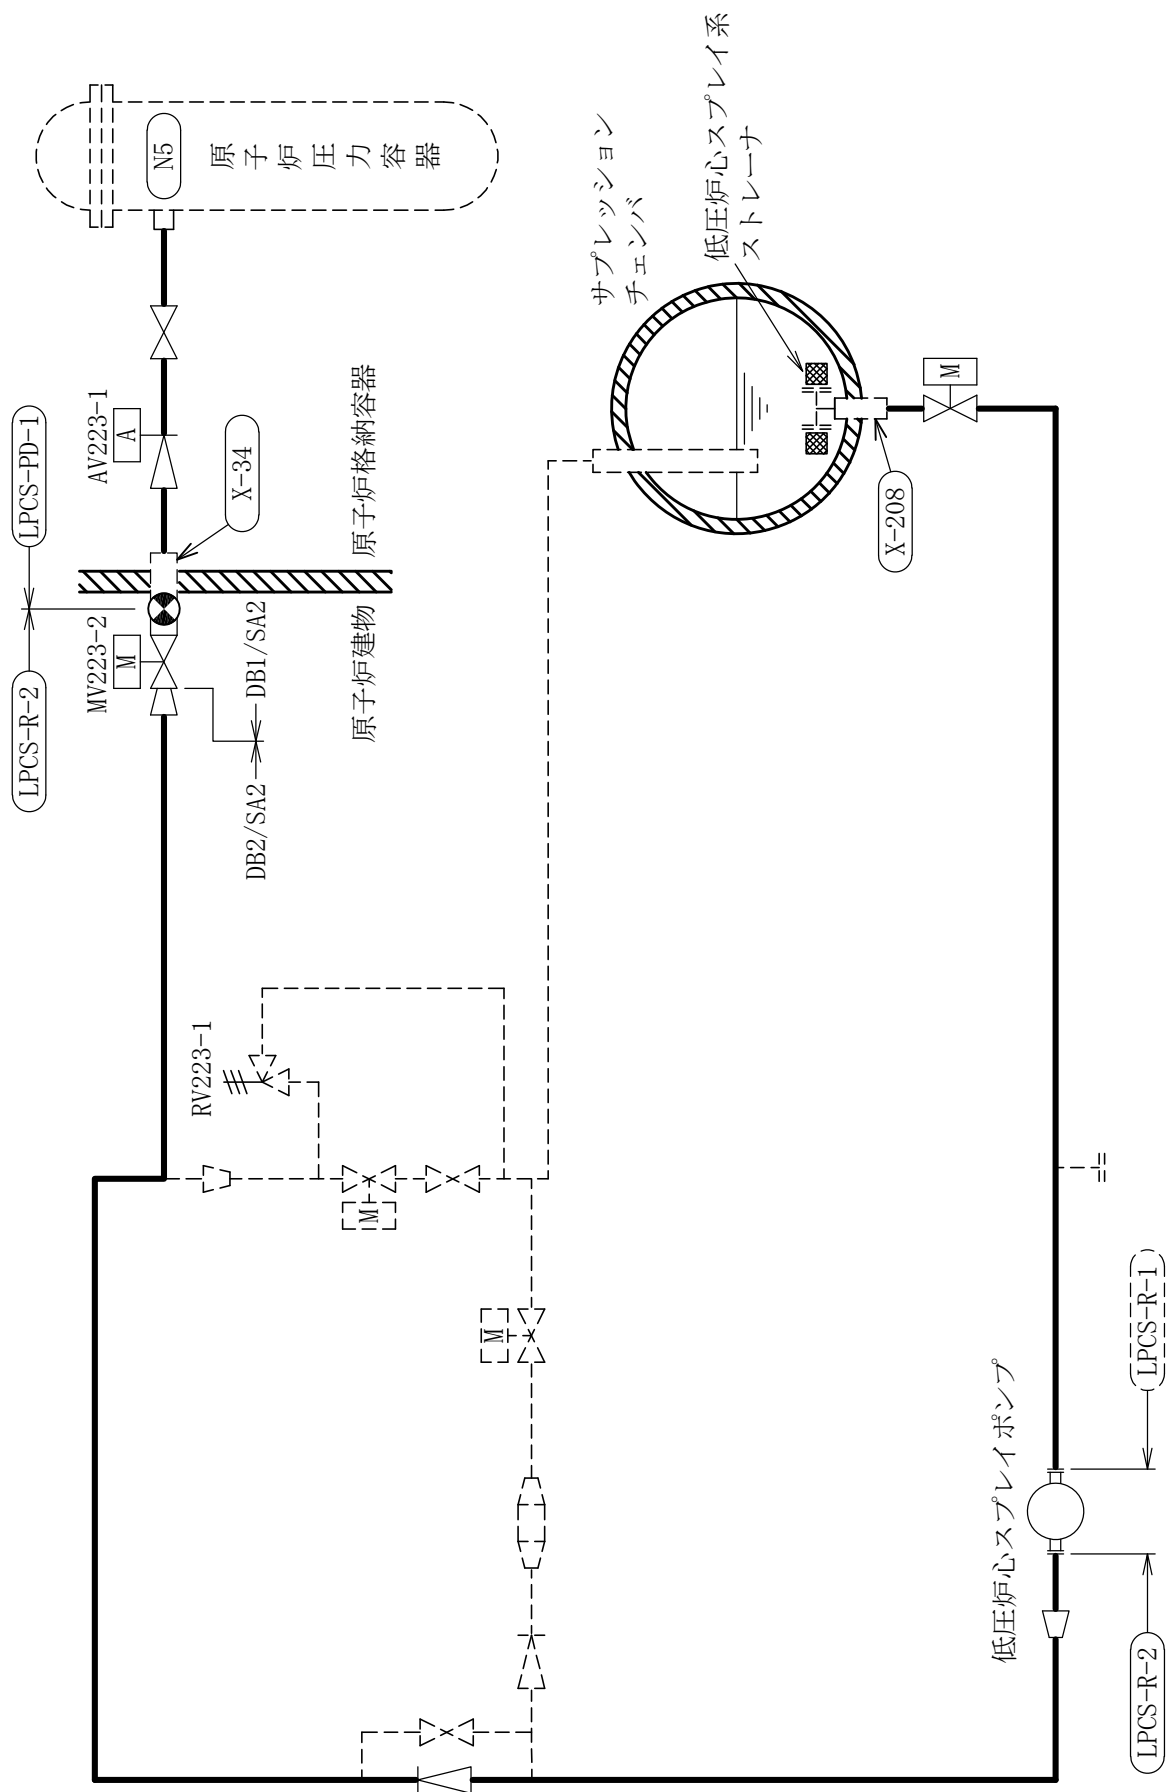 LPCS-R-2
LPCS-PD-1
MV223-2
M
AV223-1
A
N5
原子炉圧力容器
X-34
DB2/SA2
DB1/SA2
原子炉建物
原子炉格納容器
RV223-1
M
M
サプレッション
チェンバ
低圧炉心スプレイ系
ストレーナ
X-208
M
低圧炉心スプレイポンプ
LPCS-R-2
LPCS-R-1